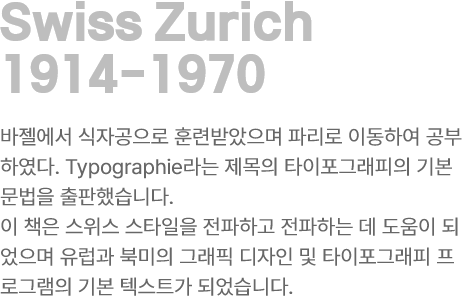 Swiss Zurich
1914-1970
바젤에서 식자공으로 훈련받았으며 파리로 이동하여 공부
하였다. Typographie라는 제목의 타이포그래피의 기본
문법을 출판했습니다.
이 책은 스위스 스타일을 전파하고 전파하는 데 도움이 되
었으며 유럽과 북미의 그래픽 디자인 및 타이포그래피 프
로그램의 기본 텍스트가 되었습니다.